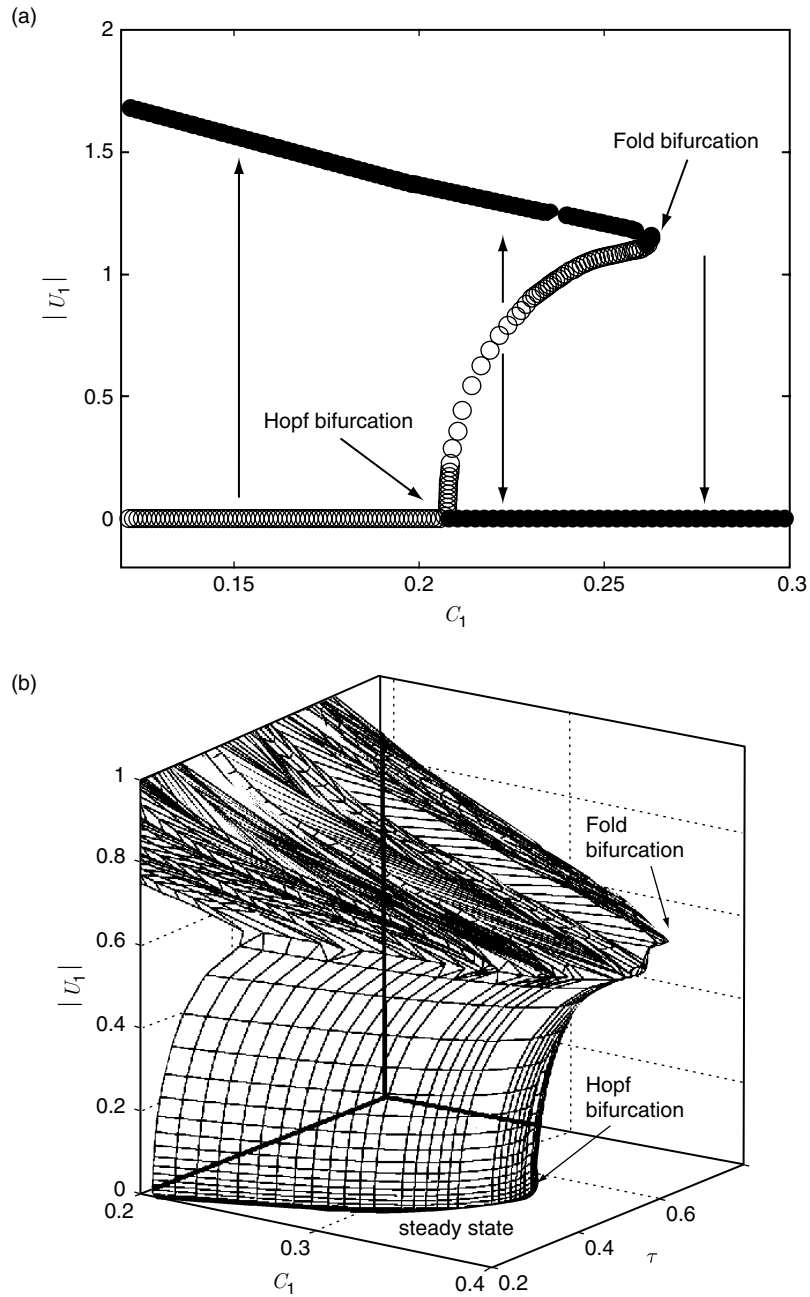 (a)
2
1.5
1
0.5
0
| U₁ |
Fold bifurcation
Hopf bifurcation
0.15
0.2
0.25
0.3
C₁
(b)
1
0.8
0.6
0.4
0.2
0
| U₁ |
Fold
bifurcation
Hopf
bifurcation
steady state
0.2
0.3
0.4
C₁
0.2
0.4
0.6
τ